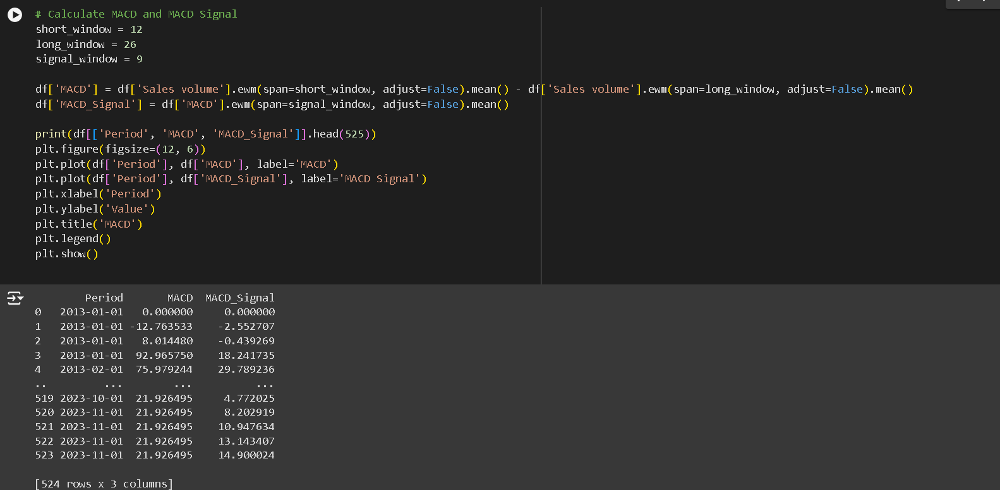 # Calculate MACD and MACD Signal
short_window = 12
long_window = 26
signal_window = 9
df['MACD'] = df['Sales volume'].ewm(span=short_window, adjust=False).mean() - df['Sales volume'].ewm(span=long_window, adjust=False).mean()
df['MACD_Signal'] = df['MACD'].ewm(span=signal_window, adjust=False).mean()
print(df[['Period', 'MACD', 'MACD_Signal']].head(525))
plt.figure(figsize=(12, 6))
plt.plot(df['Period'], df['MACD'], label='MACD')
plt.plot(df['Period'], df['MACD_Signal'], label='MACD Signal')
plt.xlabel('Period')
plt.ylabel('Value')
plt.title('MACD')
plt.legend()
plt.show()
Period MACD MACD_Signal
0 2013-01-01 0.000000 0.000000
1 2013-01-01 -12.763533 -2.552707
2 2013-01-01 8.014480 -0.439269
3 2013-01-01 92.965750 18.241735
4 2013-02-01 75.979244 29.789236
.. ... ... ...
519 2023-10-01 21.926495 4.772025
520 2023-11-01 21.926495 8.202919
521 2023-11-01 21.926495 10.947634
522 2023-11-01 21.926495 13.143407
523 2023-11-01 21.926495 14.900024
[524 rows x 3 columns]